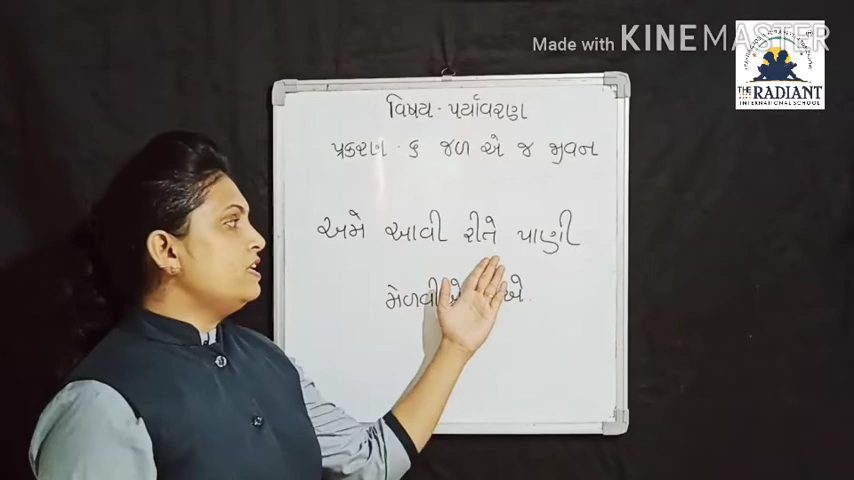 Made with KINEMASTER
THE RADIANT
INTERNATIONAL SCHOOL
વિષય - પર્યાવરણ
પ્રકરણ - ૬ જળ એ જ જીવન
અમે આવી રીતે પાણી
મેળવીએ